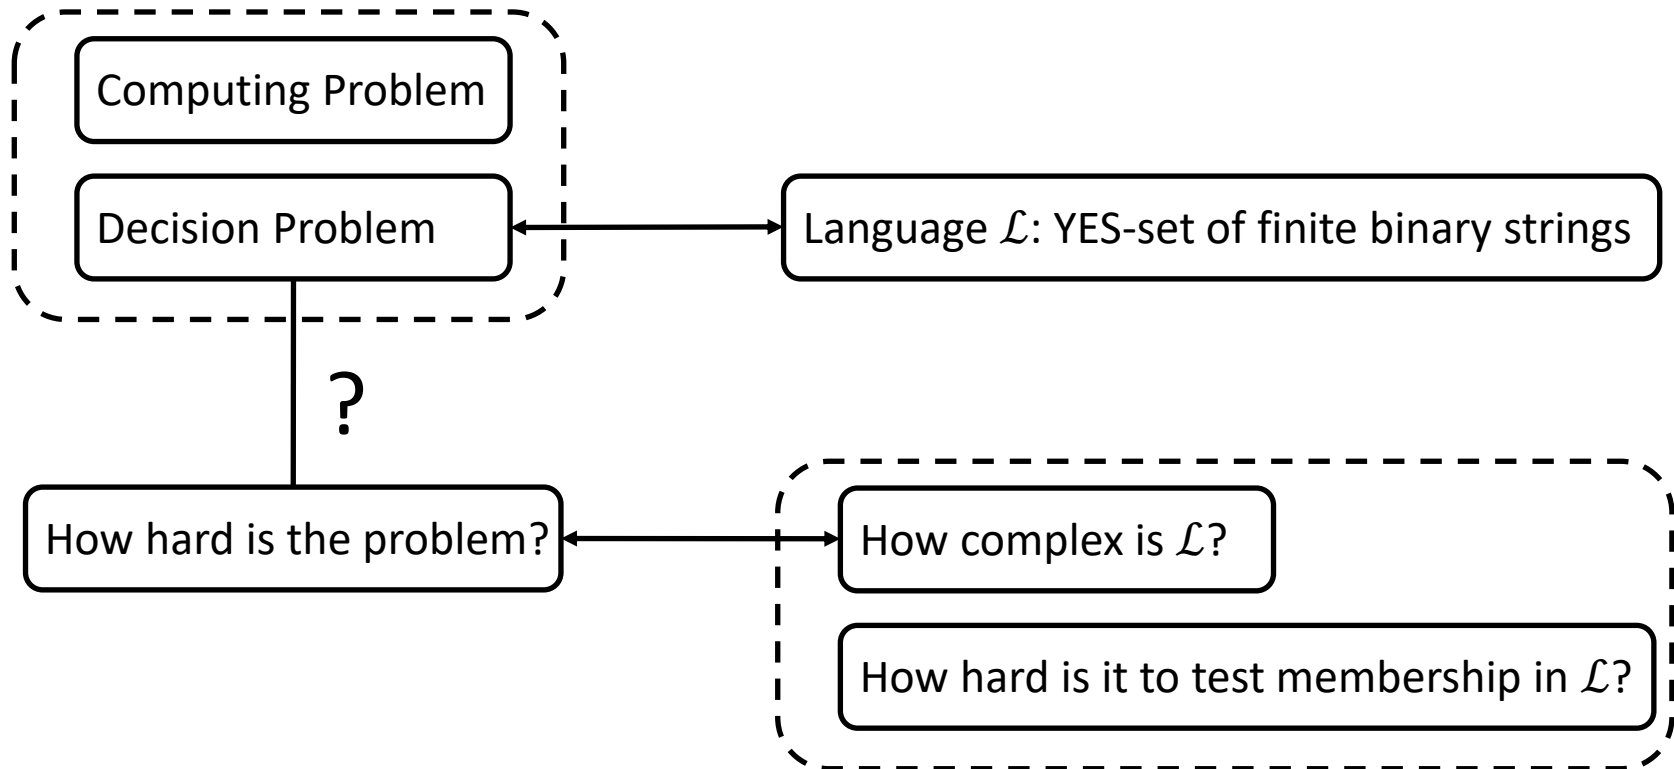 Computing Problem
Decision Problem
Language ℒ: YES-set of finite binary strings
?
How hard is the problem?
How complex is ℒ?
How hard is it to test membership in ℒ?